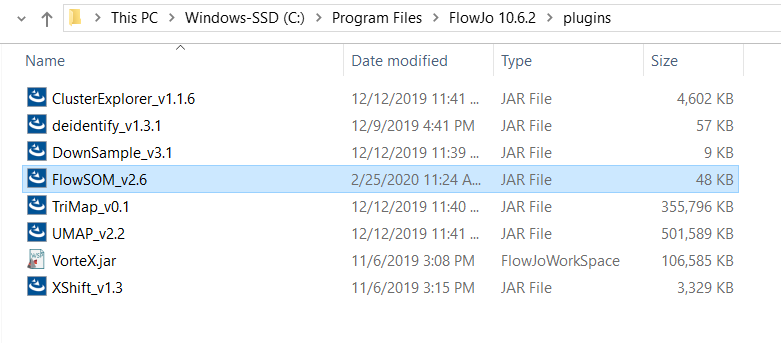 This PC > Windows-SSD (C:) > Program Files > FlowJo 10.6.2 > plugins
Name Date modified Type Size
ClusterExplorer_v1.1.6 12/12/2019 11:41 ... JAR File 4,602 KB
deidentify_v1.3.1 12/9/2019 4:41 PM JAR File 57 KB
DownSample_v3.1 12/12/2019 11:39 ... JAR File 9 KB
FlowSOM_v2.6 2/25/2020 11:24 A... JAR File 48 KB
TriMap_v0.1 12/12/2019 11:40 ... JAR File 355,796 KB
UMAP_v2.2 12/12/2019 11:41 ... JAR File 501,589 KB
VorteX.jar 11/6/2019 3:08 PM FlowJoWorkSpace 106,585 KB
XShift_v1.3 11/6/2019 3:15 PM JAR File 3,329 KB